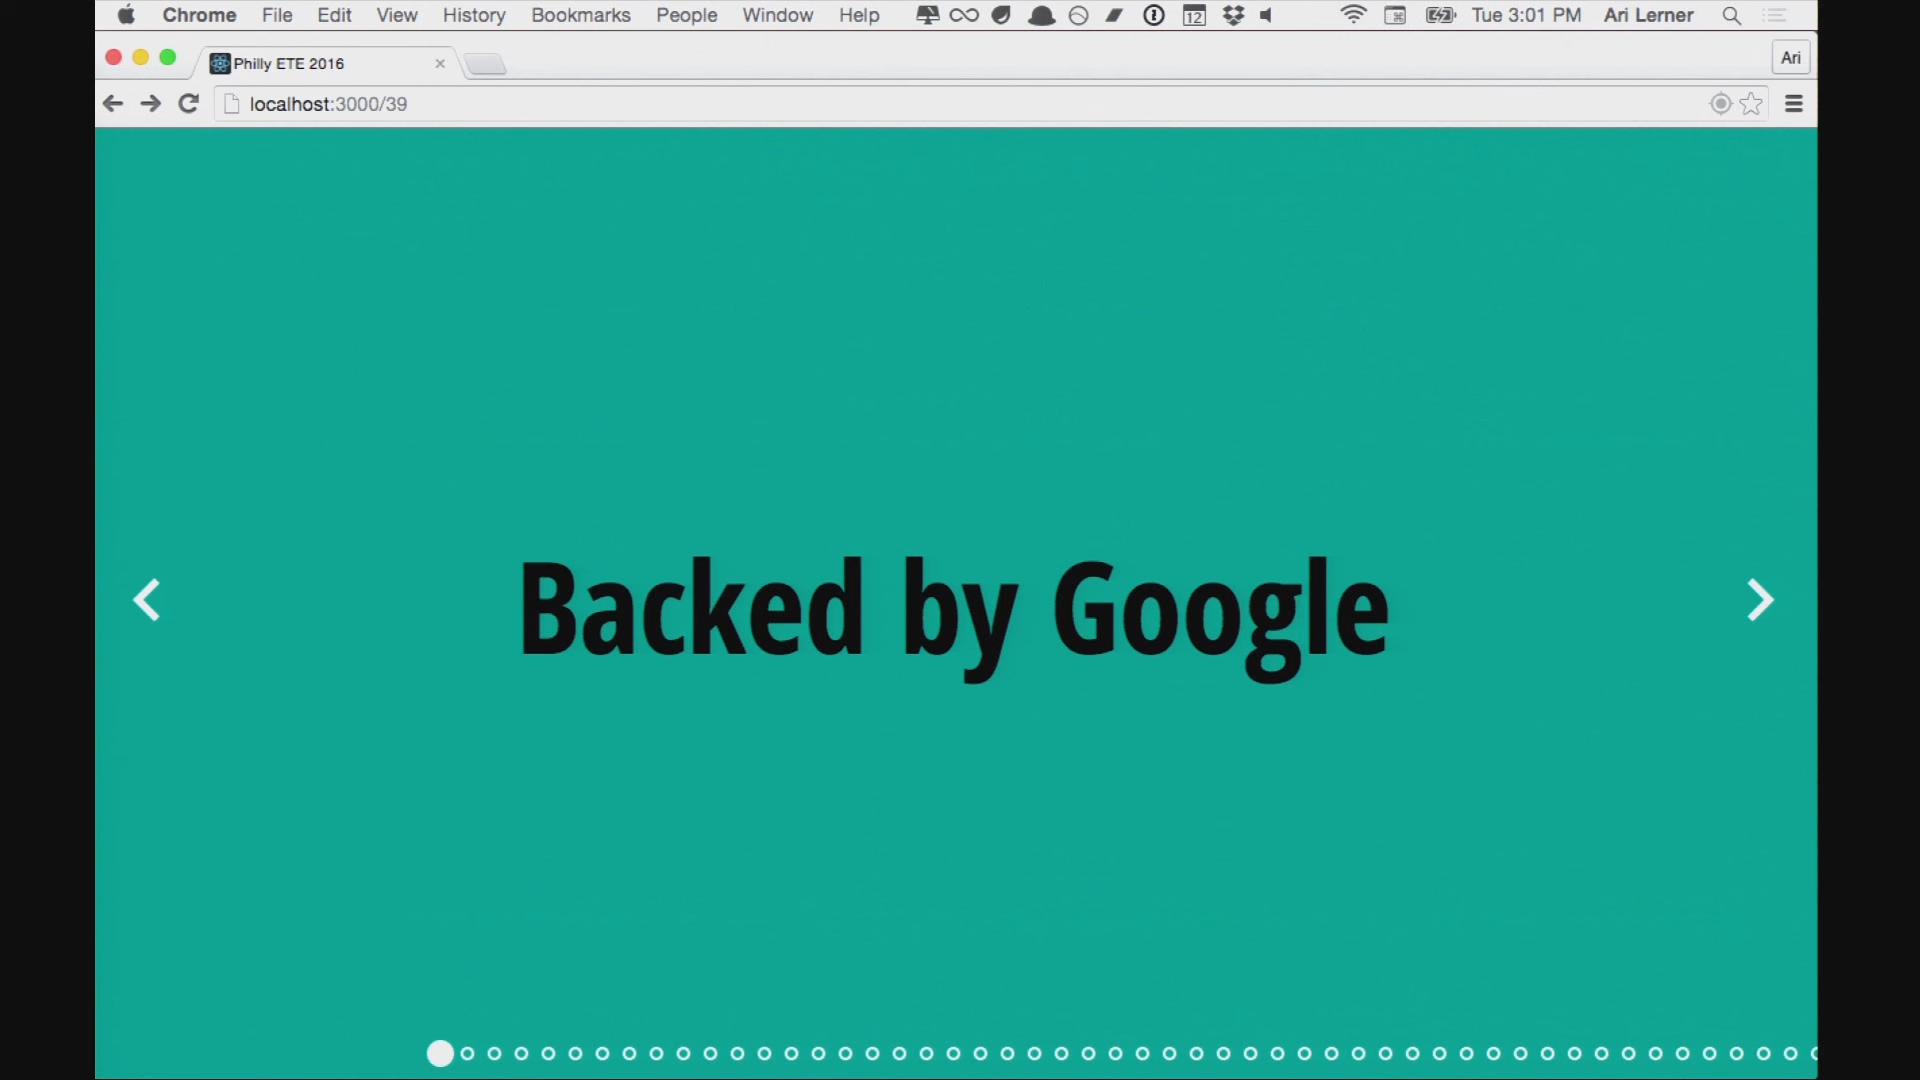 Chrome File Edit View History Bookmarks People Window Help 12 Tue 3:01 PM Ari Lerner
Philly ETE 2016
Ari
localhost:3000/39
Backed by Google